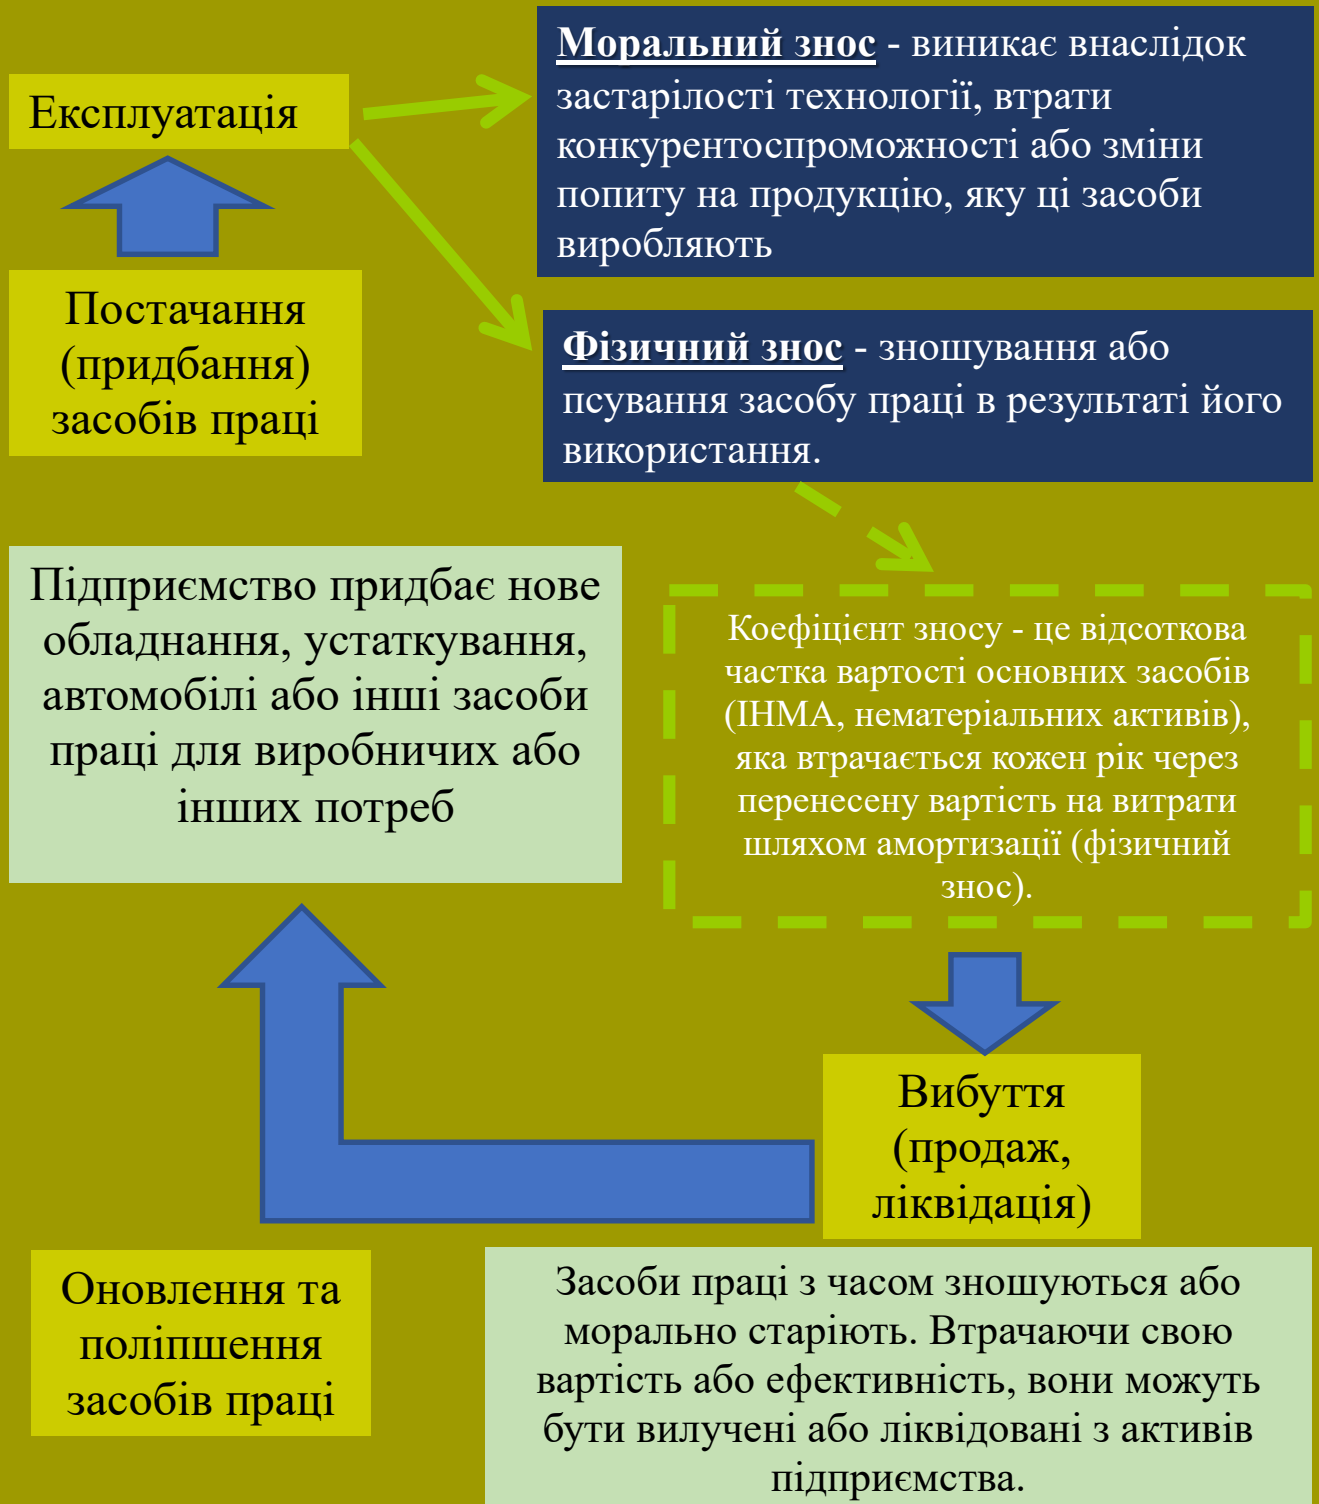 Експлуатація
Моральний знос - виникає внаслідок
застарілості технології, втрати
конкурентоспроможності або зміни
попиту на продукцію, яку ці засоби
виробляють
Постачання
(придбання)
засобів праці
Фізичний знос - зношування або
псування засобу праці в результаті його
використання.
Підприємство придбає нове
обладнання, устаткування,
автомобілі або інші засоби
праці для виробничих або
інших потреб
Коефіцієнт зносу - це відсоткова
частка вартості основних засобів
(ІНМА, нематеріальних активів),
яка втрачається кожен рік через
перенесену вартість на витрати
шляхом амортизації (фізичний
знос).
Вибуття
(продаж,
ліквідація)
Оновлення та
поліпшення
засобів праці
Засоби праці з часом зношуються або
морально старіють. Втрачаючи свою
вартість або ефективність, вони можуть
бути вилучені або ліквідовані з активів
підприємства.